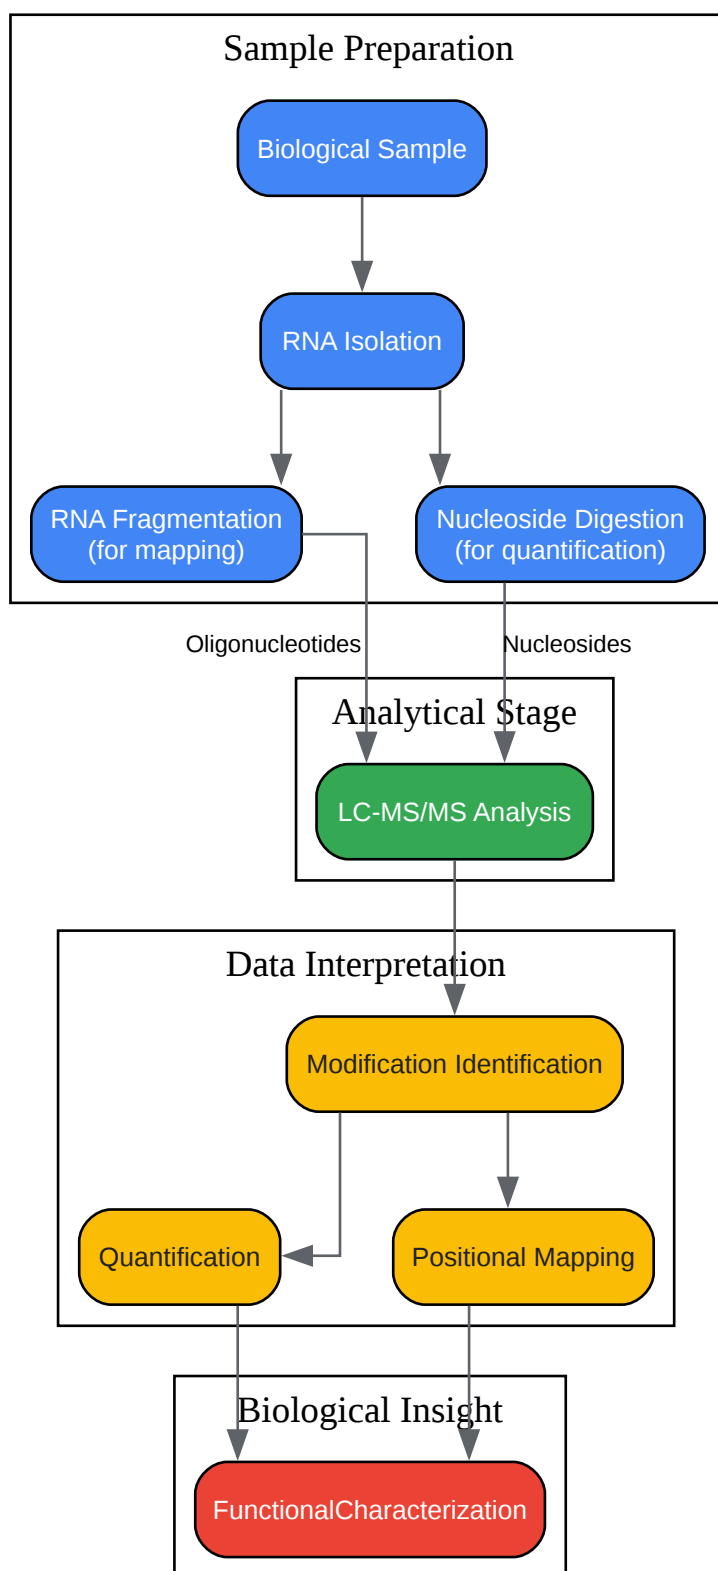 Sample Preparation
Biological Sample
RNA Isolation
RNA Fragmentation
(for mapping)
Nucleoside Digestion
(for quantification)
Oligonucleotides
Nucleosides
Analytical Stage
LC-MS/MS Analysis
Data Interpretation
Modification Identification
Quantification
Positional Mapping
Biological Insight
FunctionalCharacterization